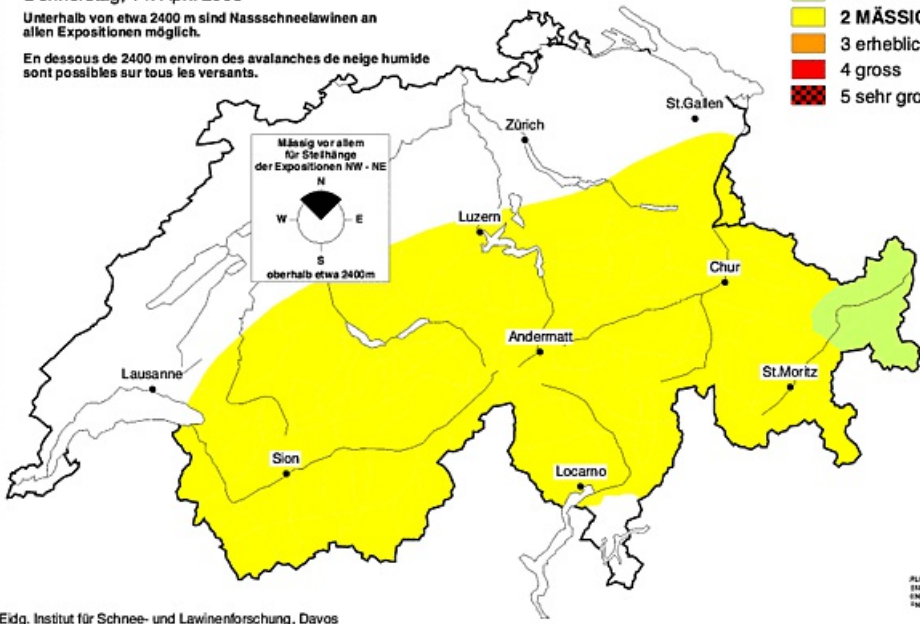 Unterhalb von etwa 2400 m sind Nassschneelawinen an
allen Expositionen möglich.
En dessous de 2400 m environ des avalanches de neige humide
sont possibles sur tous les versants.
2 MÄSSIG
3 erheblic
4 gross
5 sehr gro
St.Gallen
Zürich
Mässig vor allem
für Steilhänge
der Expositionen NW - NE
N
W
E
S
oberhalb etwa 2400m
Luzern
Chur
Andermatt
Lausanne
St.Moritz
Sion
Locarno
Eidg. Institut für Schnee- und Lawinenforschung, Davos